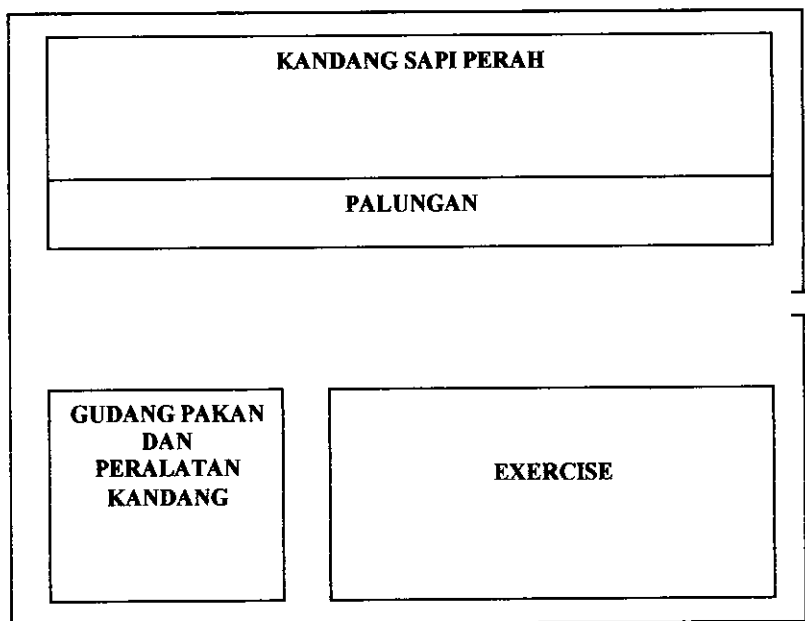 KANDANG SAPI PERAH
PALUNGAN
GUDANG PAKAN
DAN
PERALATAN
KANDANG
EXERCISE